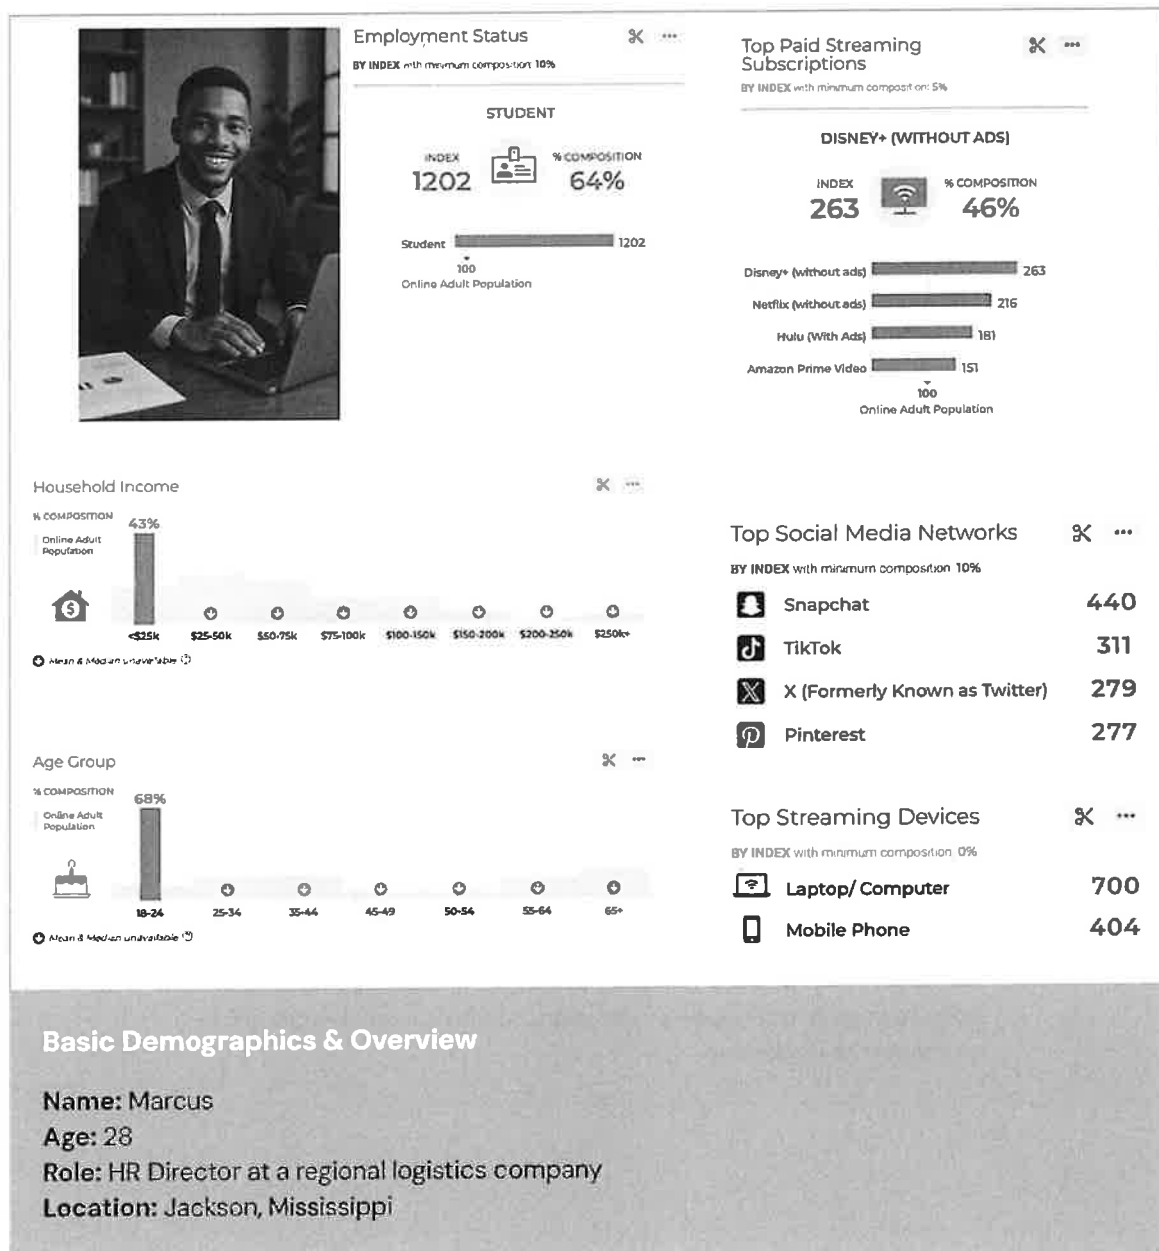 Employment Status
BY INDEX with minimum composition: 10%
STUDENT
INDEX
1202
% COMPOSITION
64%
Student 1202
100
Online Adult Population
Top Paid Streaming
Subscriptions
BY INDEX with minimum composition: 5%
DISNEY+ (WITHOUT ADS)
INDEX
263
% COMPOSITION
46%
Disney+ (without ads) 263
Netflix (without ads) 216
Hulu (With Ads) 181
Amazon Prime Video 151
100
Online Adult Population
Household Income
% COMPOSITION
Online Adult
Population
43%
<$25k $25-50k $50-75k $75-100k $100-150k $150-200k $200-250k $250k+
Mean & Median unavailable
Top Social Media Networks
BY INDEX with minimum composition 10%
Snapchat 440
TikTok 311
X (Formerly Known as Twitter) 279
Pinterest 277
Age Group
% COMPOSITION
Online Adult
Population
68%
18-24 25-34 35-44 45-49 50-54 55-64 65+
Mean & Median unavailable
Top Streaming Devices
BY INDEX with minimum composition 0%
Laptop/ Computer 700
Mobile Phone 404
Basic Demographics & Overview
Name: Marcus
Age: 28
Role: HR Director at a regional logistics company
Location: Jackson, Mississippi